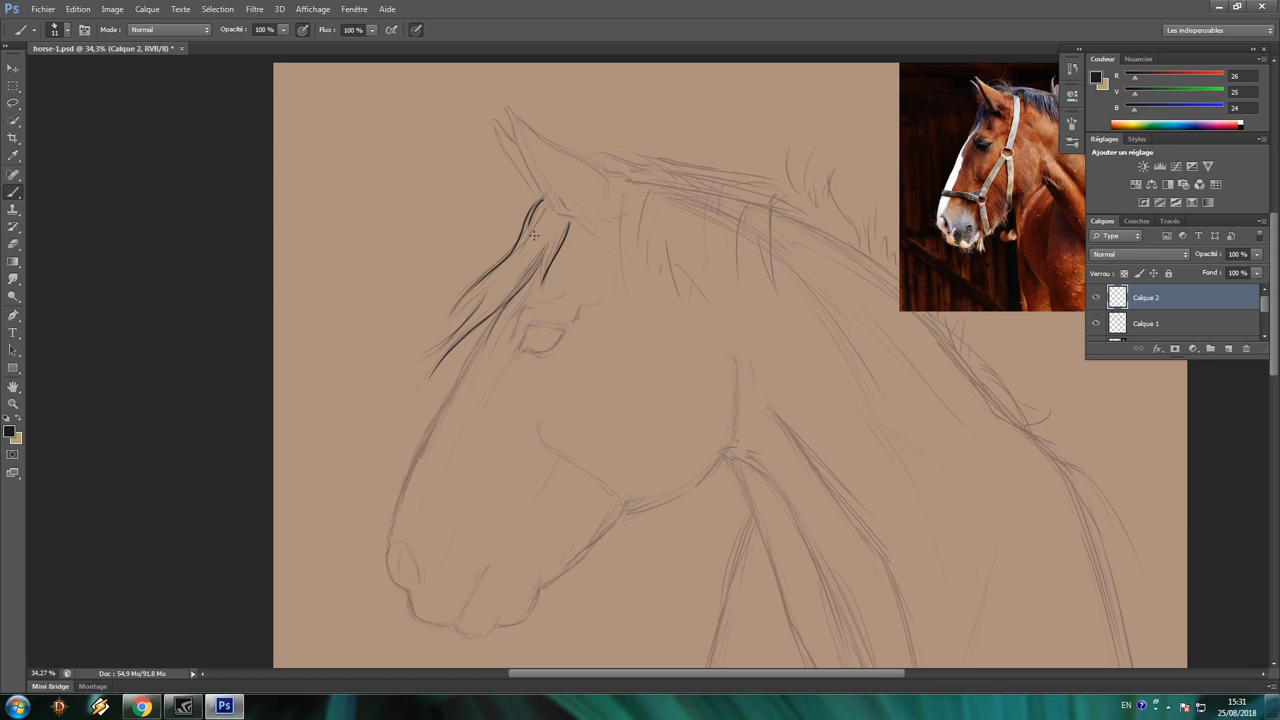 Ps Fichier Edition Image Calque Texte Sélection Filtre 3D Affichage Fenêtre Aide
11 Mode : Normal Opacité : 100 % Flux : 100 % Les indispensables
horse-1.psd @ 34,3% (Calque 2, RVB/8) * ×
Couleur Nuancier
R 26
V 25
B 24
Réglages Styles
Ajouter un réglage
Calques Couches Tracés
Type
Normal Opacité : 100 %
Verrou : Fond : 100 %
Calque 2
Calque 1
34,27 % Doc : 54,9 Mo/91,8 Mo
Mini Bridge Montage
Ps EN 15:31
25/08/2018